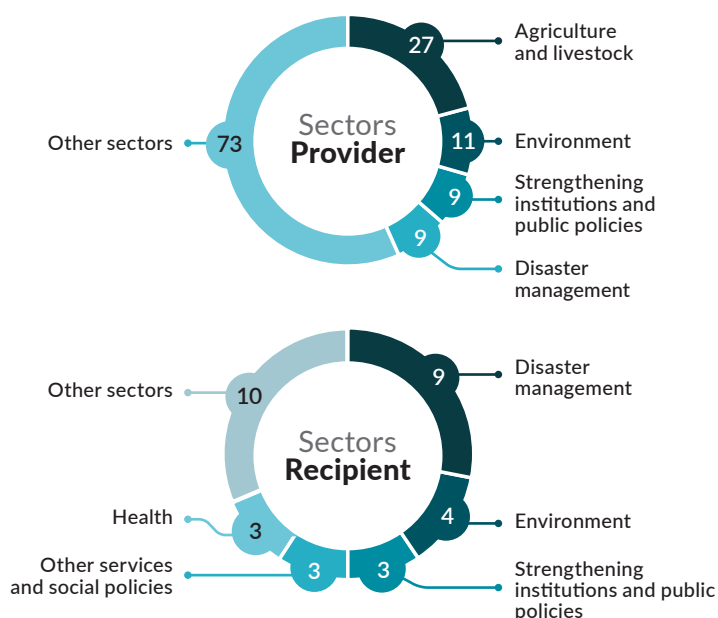 Agriculture
and livestock
27
Sectors
Provider
Other sectors
73
11
Environment
9
Strengthening
institutions and
public policies
9
Disaster
management
Disaster
management
9
Other sectors
10
Sectors
Recipient
4
Environment
Health
3
Other services
and social policies
3
3
Strengthening
institutions and public
policies